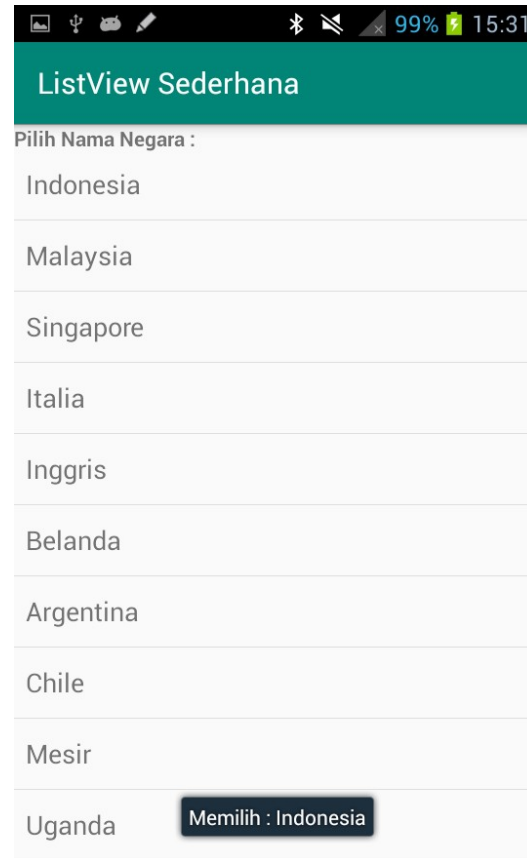 99% 15:31
ListView Sederhana
Pilih Nama Negara :
Indonesia
Malaysia
Singapore
Italia
Inggris
Belanda
Argentina
Chile
Mesir
Uganda
Memilih : Indonesia